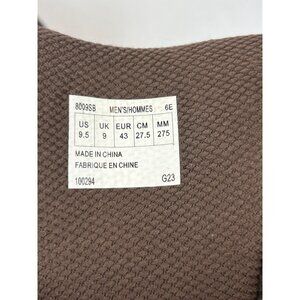 8009SB MEN'S/HOMMES 6E
US UK EUR CM MM
9.5 9 43 27.5 275
MADE IN CHINA
FABRIQUE EN CHINE
100294 G23